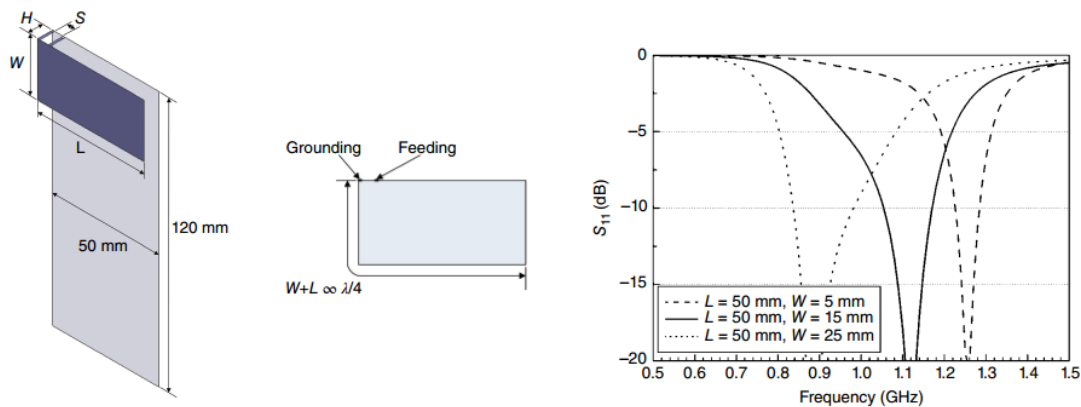 H
S
W
L
50 mm
120 mm
Grounding
Feeding
W+L ∞ λ/4
0
−5
−10
−15
−20
S11 (dB)
L = 50 mm, W = 5 mm
L = 50 mm, W = 15 mm
L = 50 mm, W = 25 mm
0.5 0.6 0.7 0.8 0.9 1.0 1.1 1.2 1.3 1.4 1.5
Frequency (GHz)